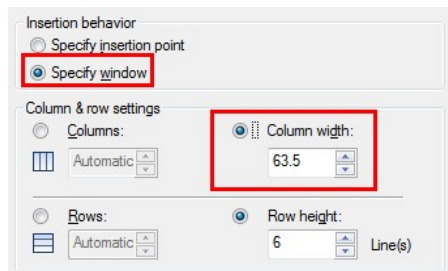 Insertion behavior
Specify insertion point
Specify window
Column & row settings
Columns:
Column width:
Automatic
63.5
Rows:
Row height:
Automatic
6
Line(s)